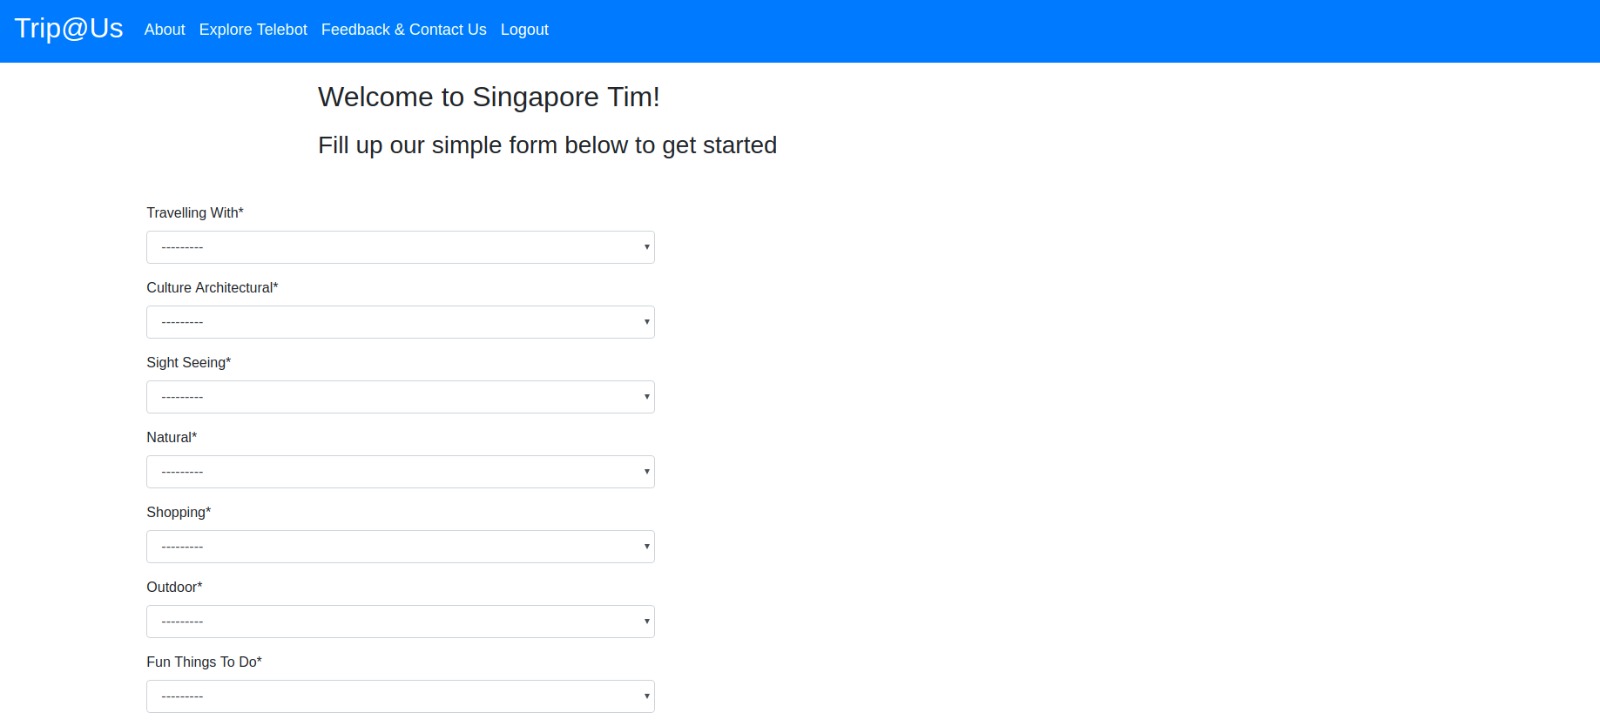 Trip@Us About Explore Telebot Feedback & Contact Us Logout
Welcome to Singapore Tim!
Fill up our simple form below to get started
Travelling With*
---------
Culture Architectural*
---------
Sight Seeing*
---------
Natural*
---------
Shopping*
---------
Outdoor*
---------
Fun Things To Do*
---------